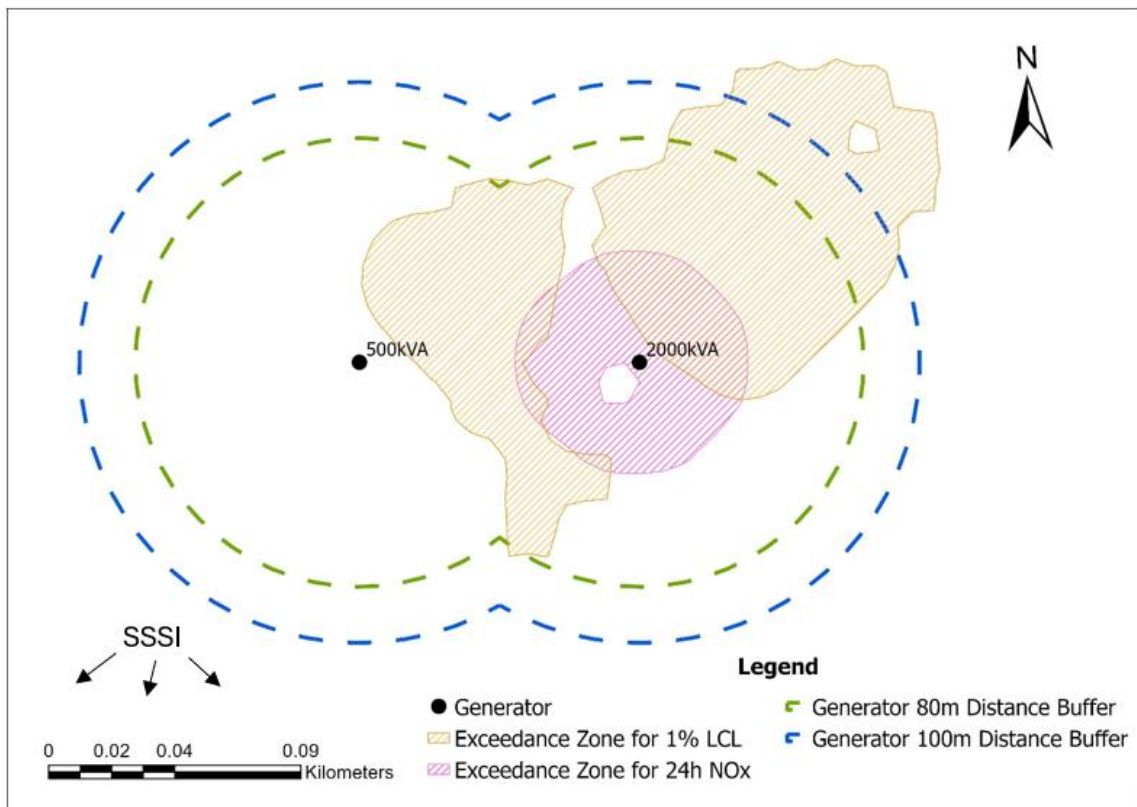 N
500kVA
2000kVA
SSSI
Legend
Generator
Exceedance Zone for 1% LCL
Exceedance Zone for 24h NOx
Generator 80m Distance Buffer
Generator 100m Distance Buffer
0 0.02 0.04 0.09
Kilometers